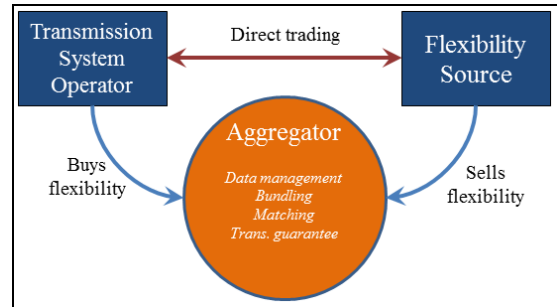 Transmission
System
Operator
Direct trading
Flexibility
Source
Aggregator
Data management
Bundling
Matching
Trans. guarantee
Buys
flexibility
Sells
flexibility